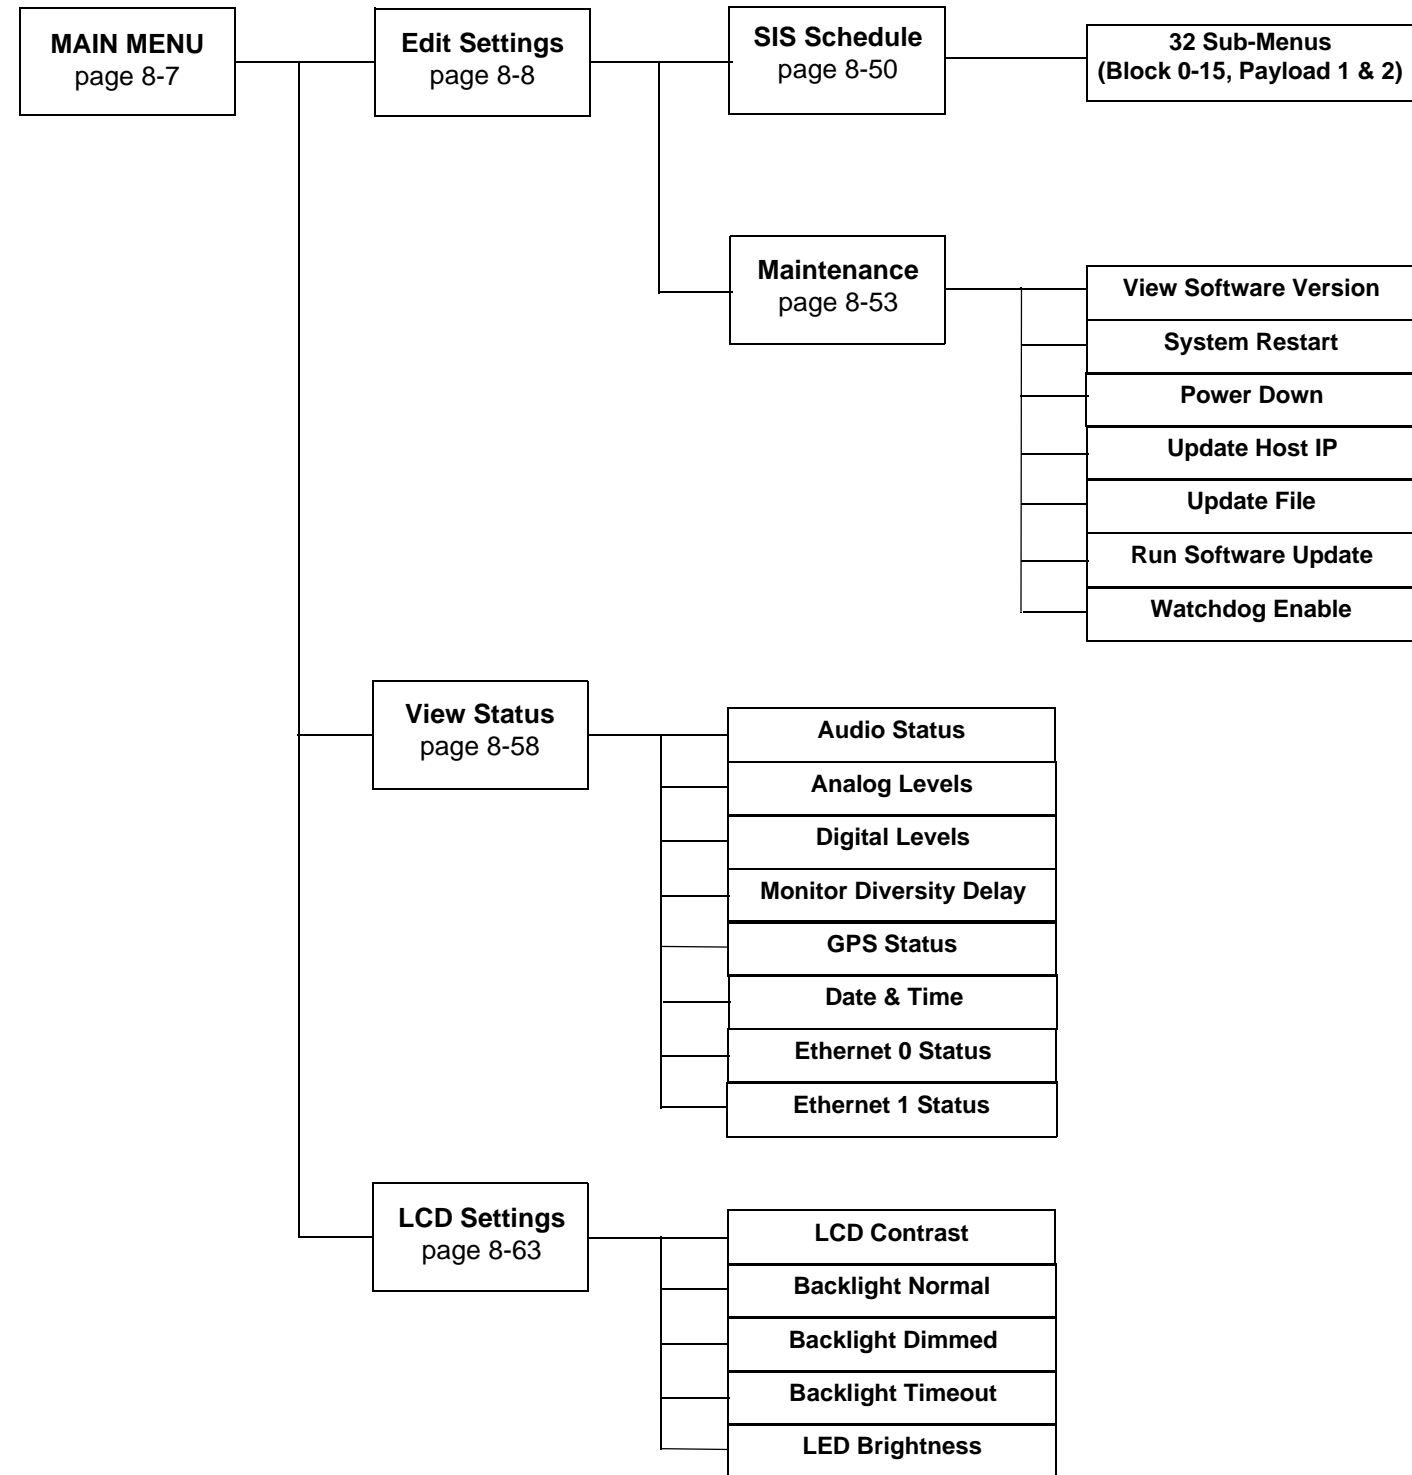 MAIN MENU
page 8-7
Edit Settings
page 8-8
SIS Schedule
page 8-50
32 Sub-Menus
(Block 0-15, Payload 1 & 2)
Maintenance
page 8-53
View Software Version
System Restart
Power Down
Update Host IP
Update File
Run Software Update
Watchdog Enable
View Status
page 8-58
Audio Status
Analog Levels
Digital Levels
Monitor Diversity Delay
GPS Status
Date & Time
Ethernet 0 Status
Ethernet 1 Status
LCD Settings
page 8-63
LCD Contrast
Backlight Normal
Backlight Dimmed
Backlight Timeout
LED Brightness